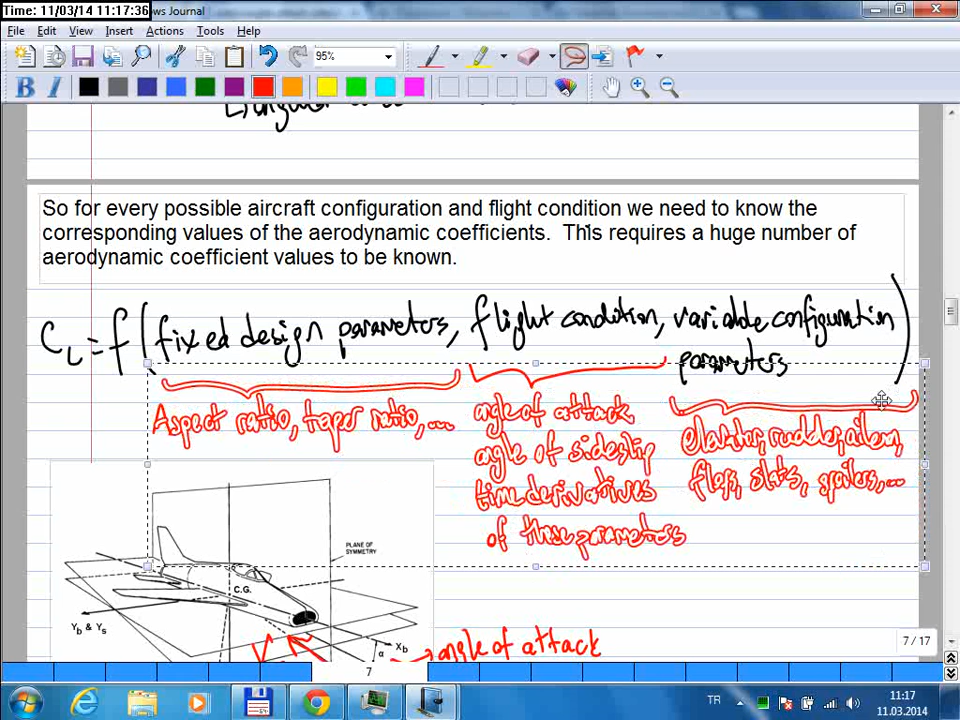 Time: 11/03/14 11:17:36
ows Journal
File Edit View Insert Actions Tools Help
95%
B I
So for every possible aircraft configuration and flight condition we need to know the
corresponding values of the aerodynamic coefficients. This requires a huge number of
aerodynamic coefficient values to be known.
C_L = f (fixed design parameters, flight condition, variable configuration
parameters)
Aspect ratio, taper ratio, ...
angle of attack
angle of sideslip
time derivatives
of these parameters
elevator, rudder, aileron,
flaps, slats, spoilers, ...
PLANE OF
SYMMETRY
C.G.
Yb & Ys
Xb
α
V
angle of attack
7 / 17
7
TR
11:17
11.03.2014